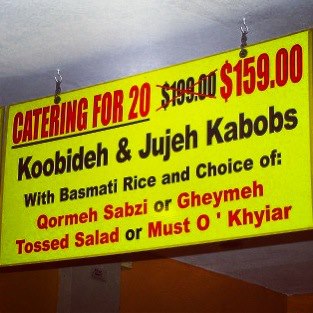 CATERING FOR 20 $199.00 $159.00
Koobideh & Jujeh Kabobs
With Basmati Rice and Choice of:
Qormeh Sabzi or Gheymeh
Tossed Salad or Must O ' Khyiar